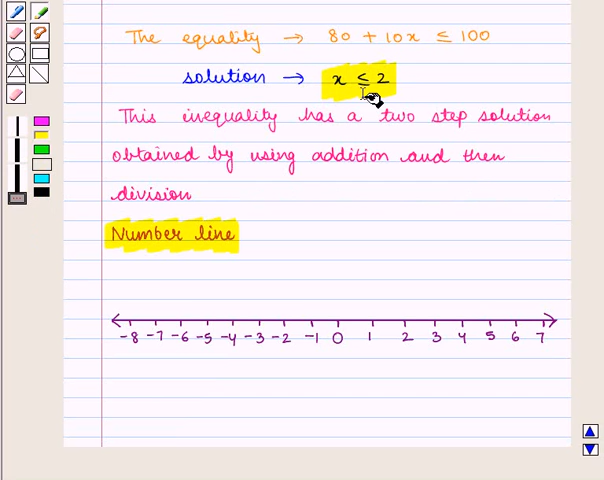 The equality → 80 + 10x ≤ 100
solution → x ≤ 2
This inequality has a two step solution
obtained by using addition and then
division
Number line
-8 -7 -6 -5 -4 -3 -2 -1 0 1 2 3 4 5 6 7